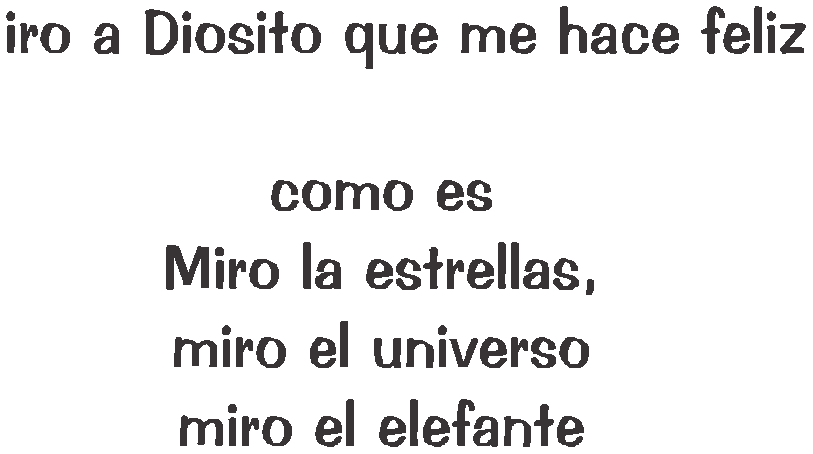 iro a Diosito que me hace feliz
como es
Miro la estrellas,
miro el universo
miro el elefante